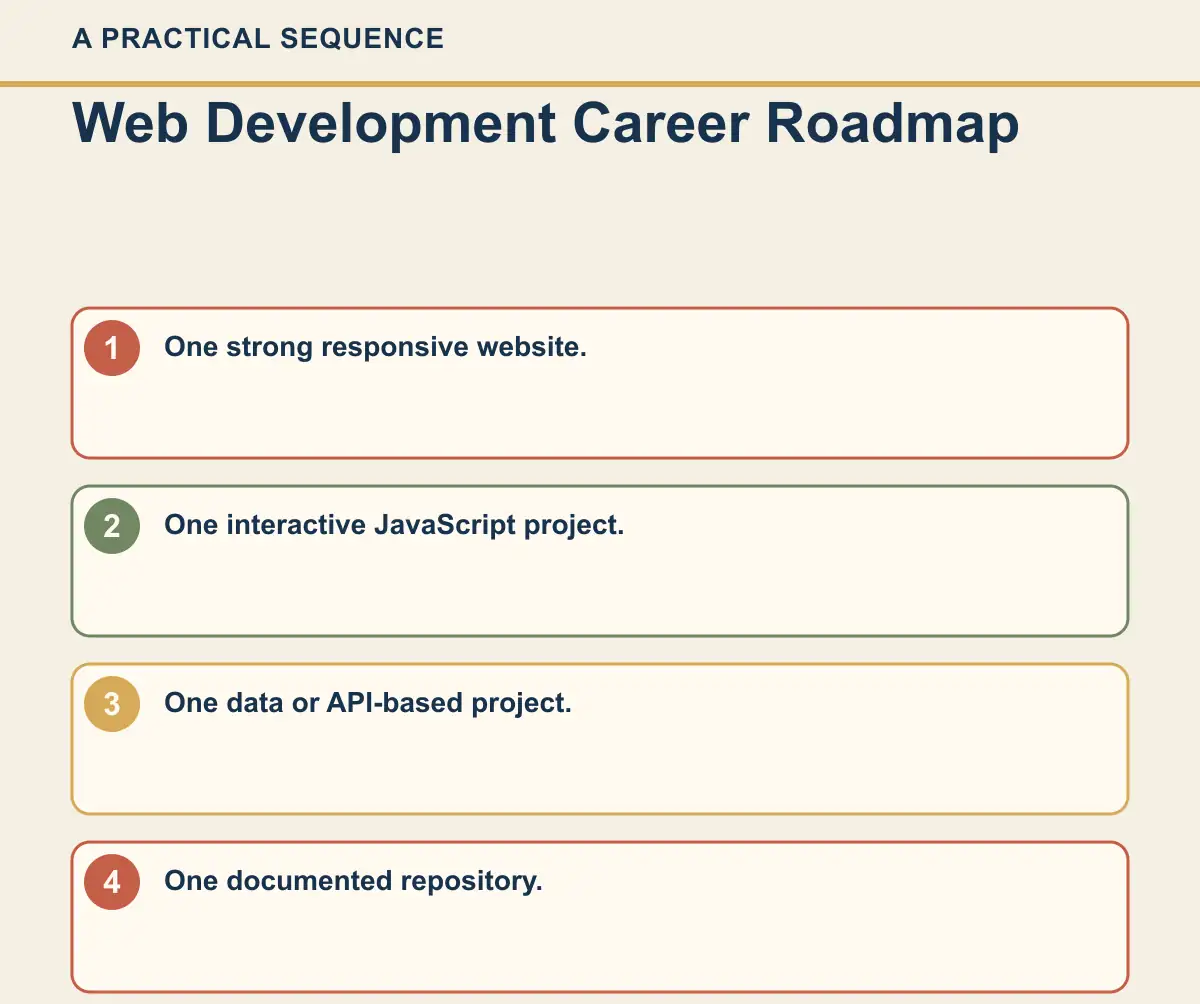 A PRACTICAL SEQUENCE
Web Development Career Roadmap
1 One strong responsive website.
2 One interactive JavaScript project.
3 One data or API-based project.
4 One documented repository.